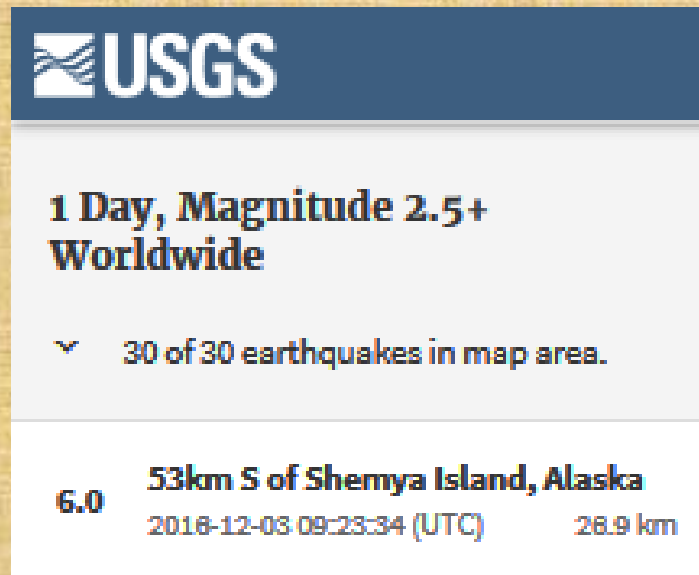 USGS
1 Day, Magnitude 2.5+
Worldwide
30 of 30 earthquakes in map area.
6.0
53km S of Shemya Island, Alaska
2016-12-03 09:23:34 (UTC) 26.9 km